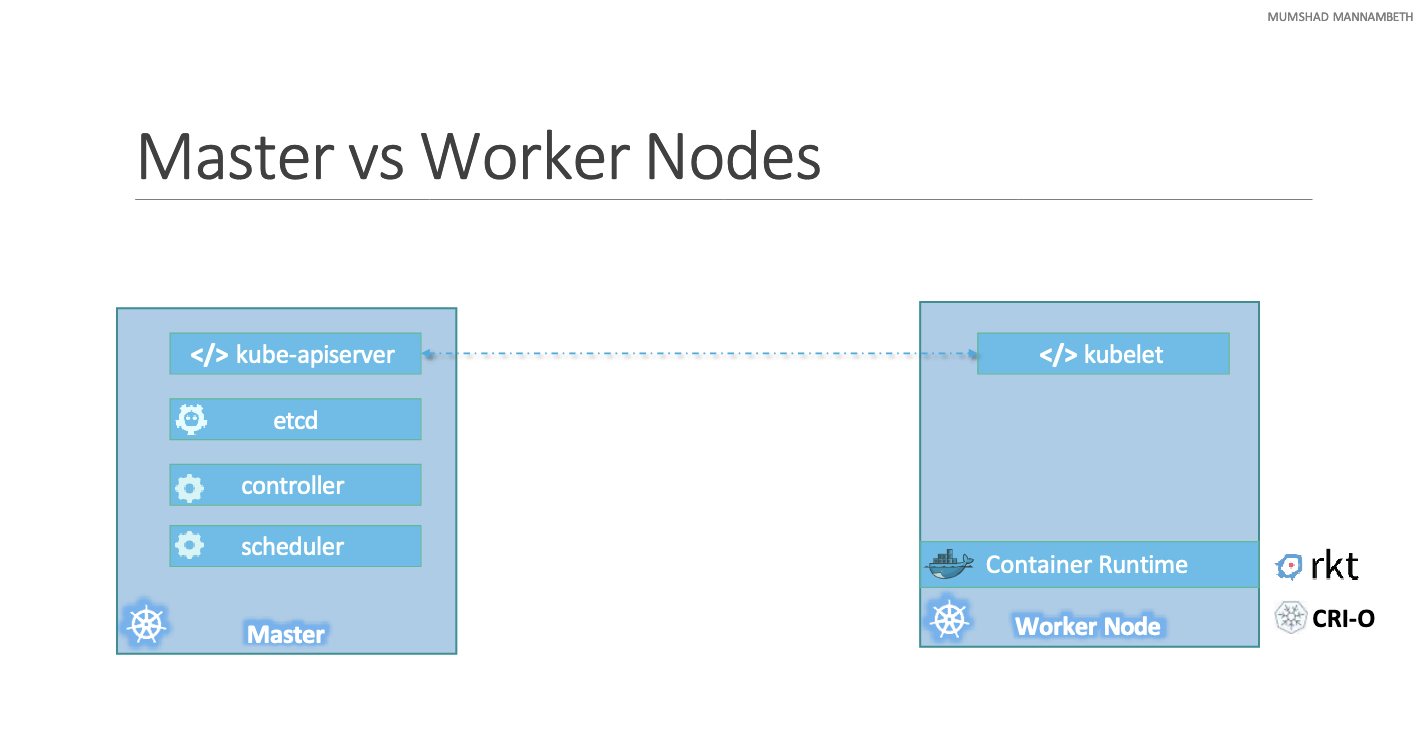 MUMSHAD MANNAMBETH
Master vs Worker Nodes
</> kube-apiserver
etcd
controller
scheduler
Master
</> kubelet
Container Runtime
Worker Node
rkt
CRI-O